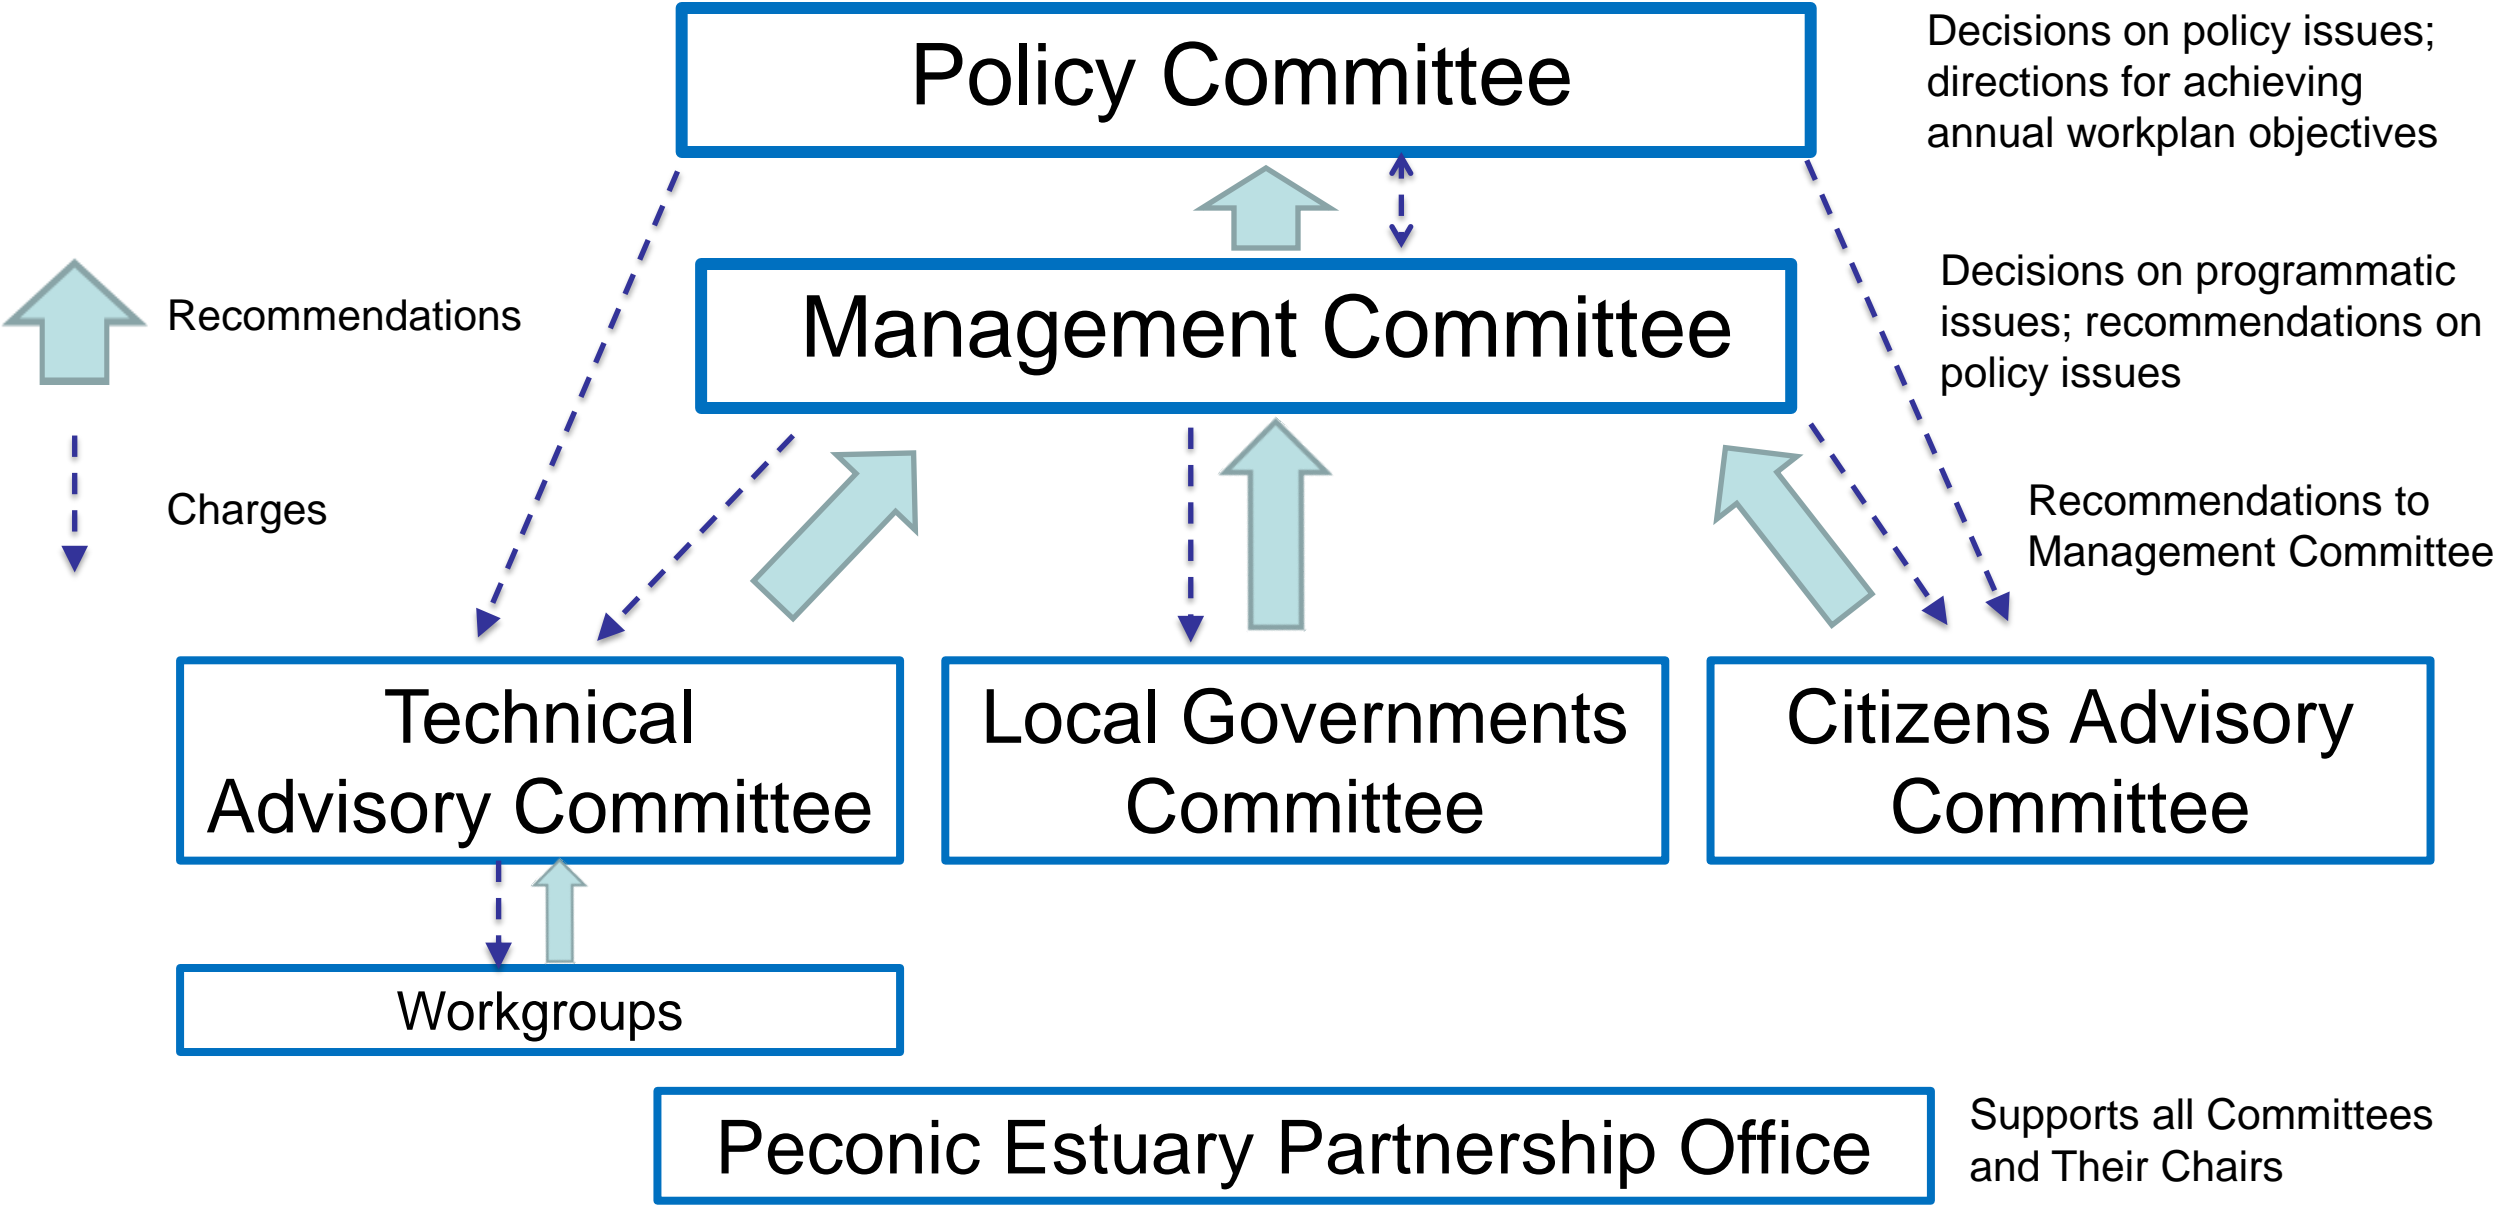 Policy Committee
Decisions on policy issues;
directions for achieving
annual workplan objectives
Recommendations
Management Committee
Decisions on programmatic
issues; recommendations on
policy issues
Charges
Recommendations to
Management Committee
Technical
Advisory Committee
Local Governments
Committee
Citizens Advisory
Committee
Workgroups
Peconic Estuary Partnership Office
Supports all Committees
and Their Chairs